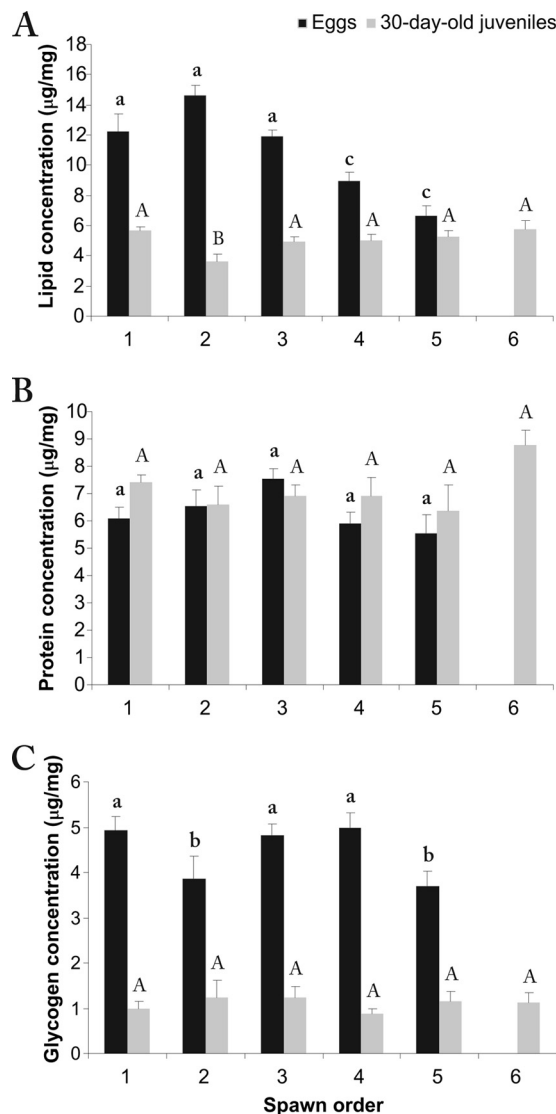 A
Eggs 30-day-old juveniles
Lipid concentration (µg/mg)
18
16
14
12
10
8
6
4
2
0
a a a c c
A B A A A A
1 2 3 4 5 6
B
Protein concentration (µg/mg)
10
9
8
7
6
5
4
3
2
1
0
a a a a a
A A A A A A
1 2 3 4 5 6
C
Glycogen concentration (µg/mg)
6
5
4
3
2
1
0
a b a a b
A A A A A A
1 2 3 4 5 6
Spawn order